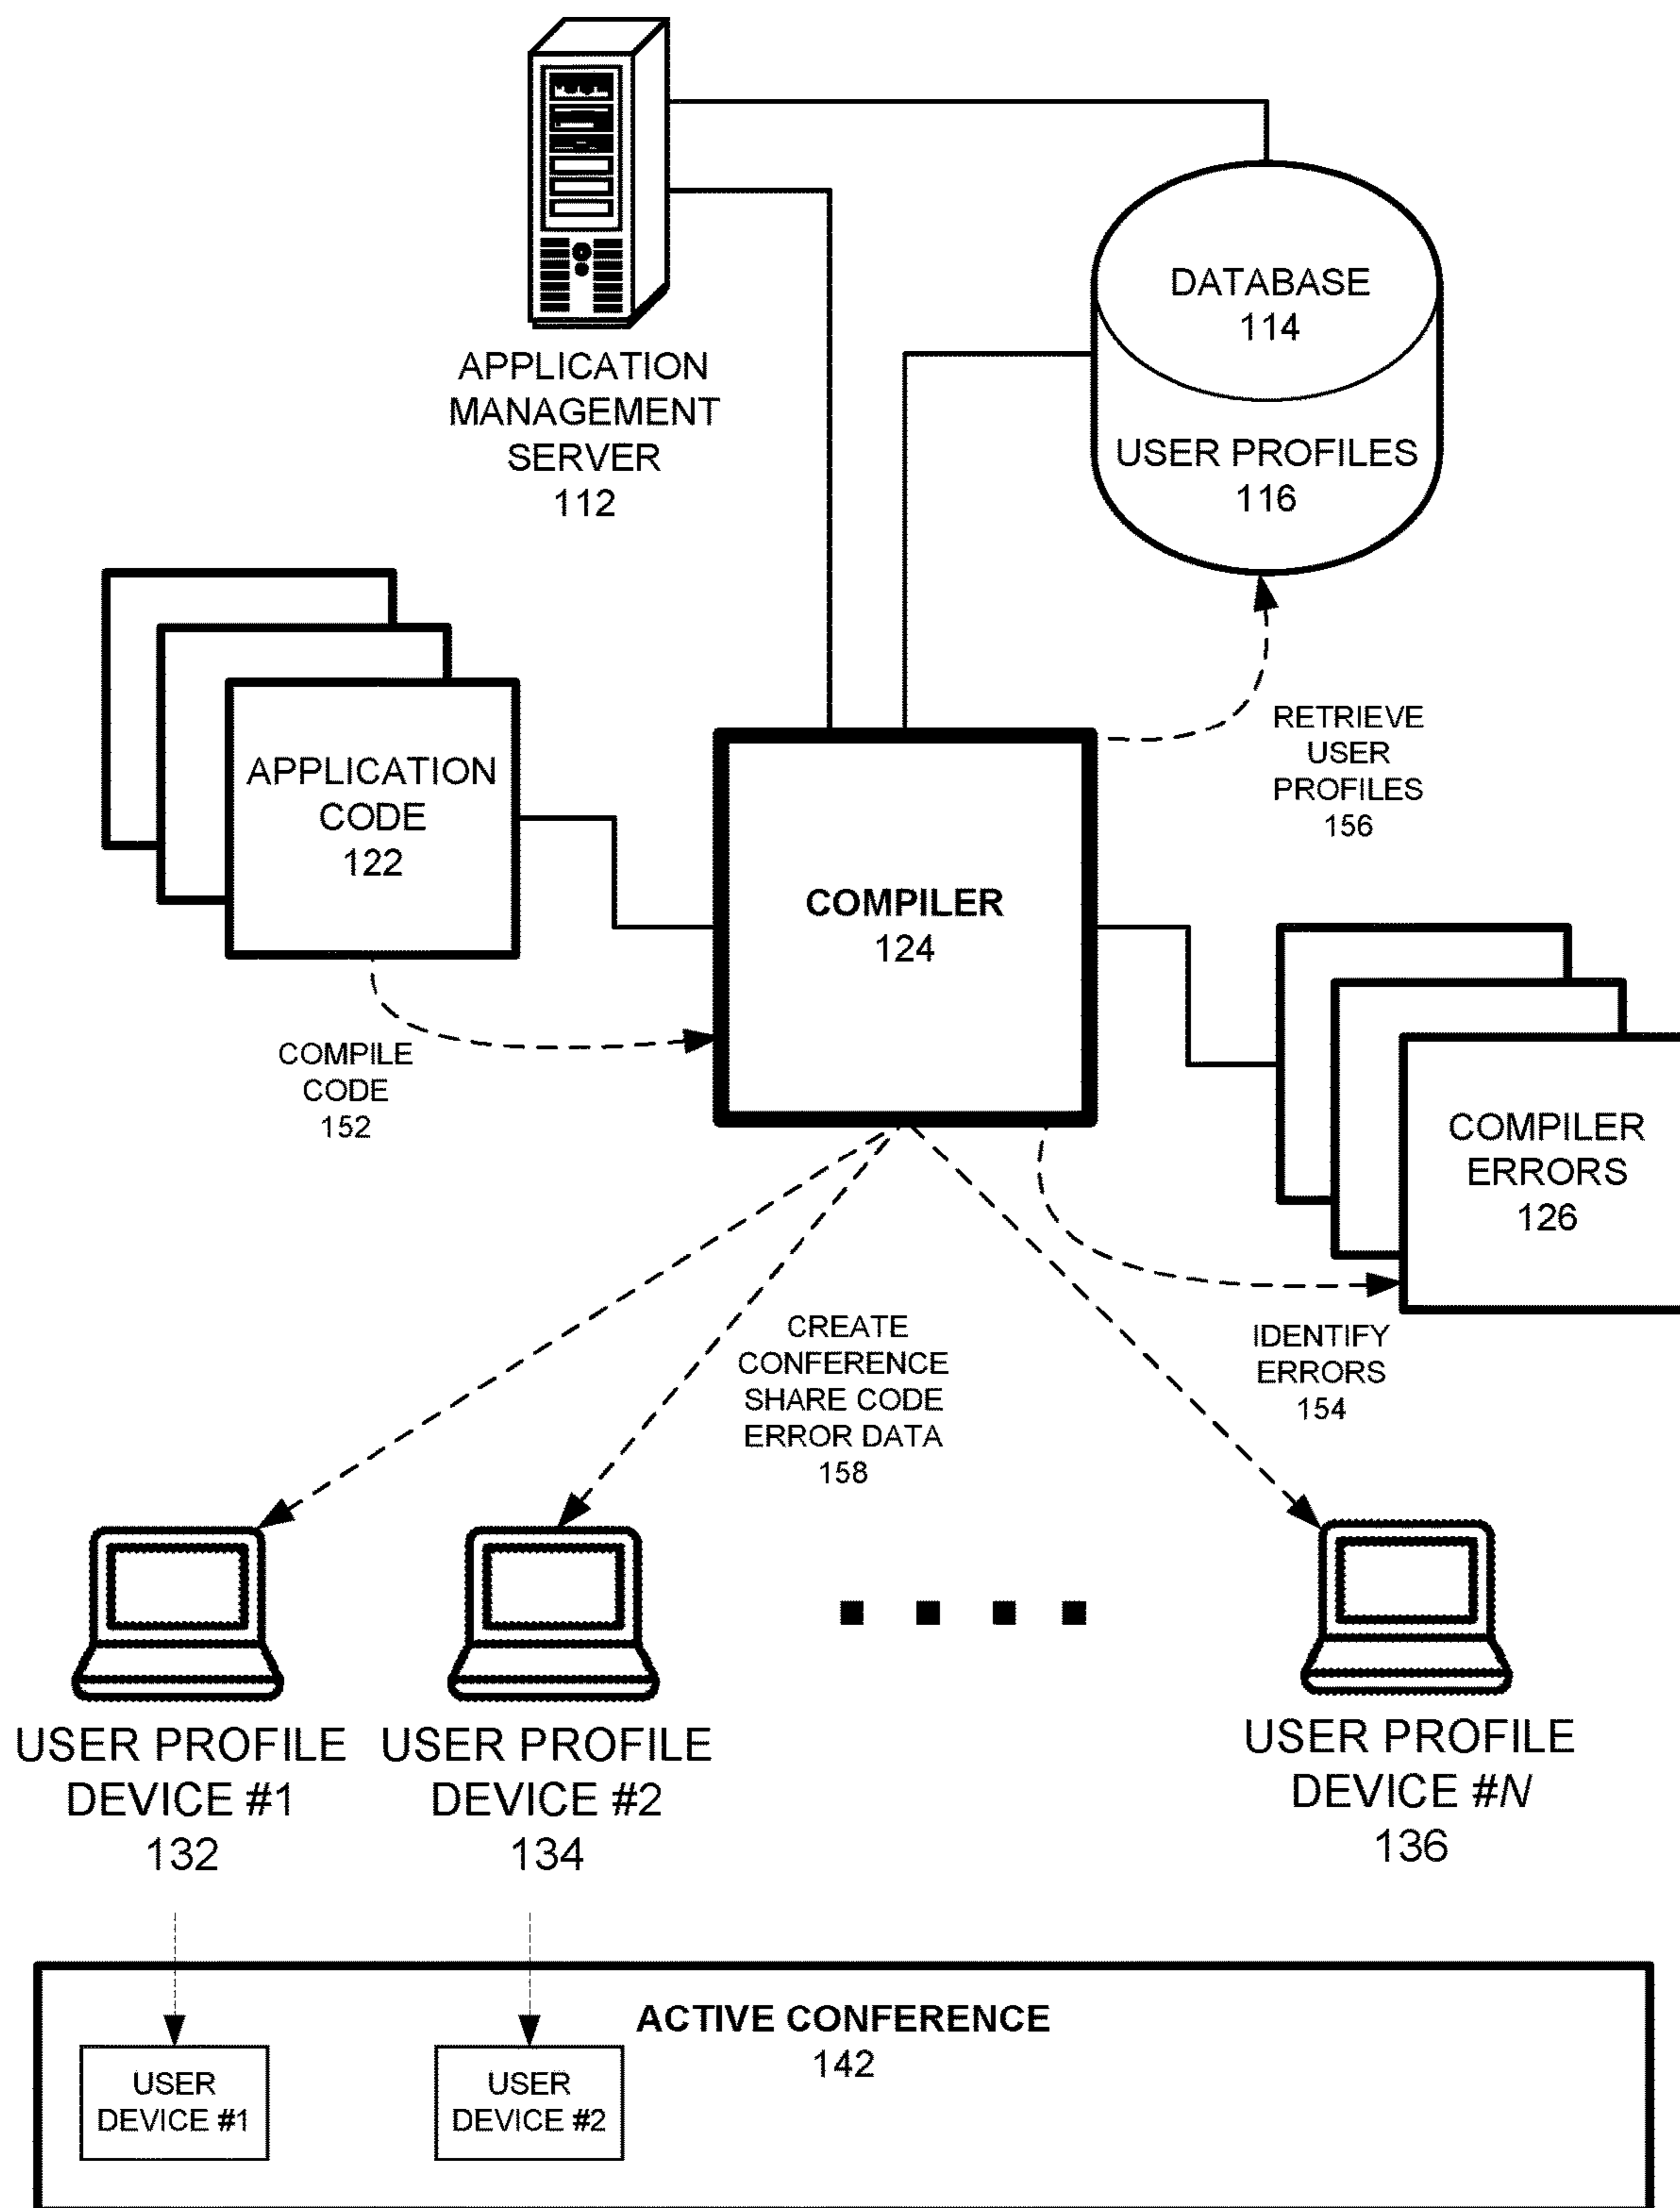 APPLICATION
MANAGEMENT
SERVER
112
DATABASE
114
USER PROFILES
116
APPLICATION
CODE
122
RETRIEVE
USER
PROFILES
156
COMPILER
124
COMPILE
CODE
152
COMPILER
ERRORS
126
CREATE
CONFERENCE
SHARE CODE
ERROR DATA
158
IDENTIFY
ERRORS
154
USER PROFILE
DEVICE #1
132
USER PROFILE
DEVICE #2
134
USER PROFILE
DEVICE #N
136
ACTIVE CONFERENCE
142
USER
DEVICE #1
USER
DEVICE #2